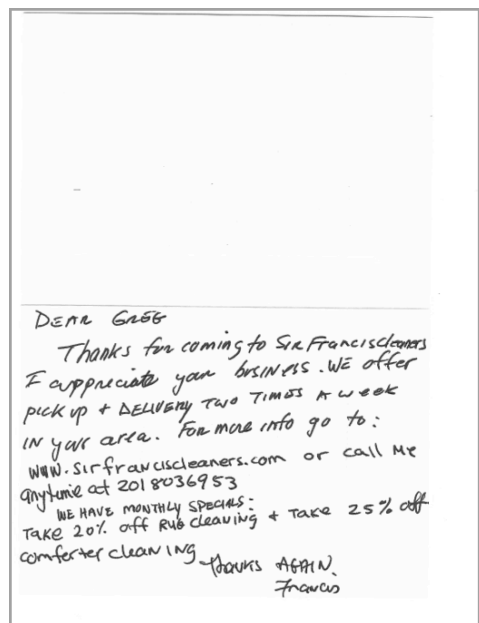 DEAR GREG
Thanks for coming to Sir Franciscleaners
I appreciate your business. WE offer
pick up + DELIVERY TWO TIMES A WEEK
IN your area. For more info go to:
WWW.Sirfranciscleaners.com or call Me
anytime at 2018036953
WE HAVE MONTHLY SPECIALS:
TAKE 20% off RUG cleaning + TAKE 25% off
comforter cleaning
Thanks AGAIN.
Francis